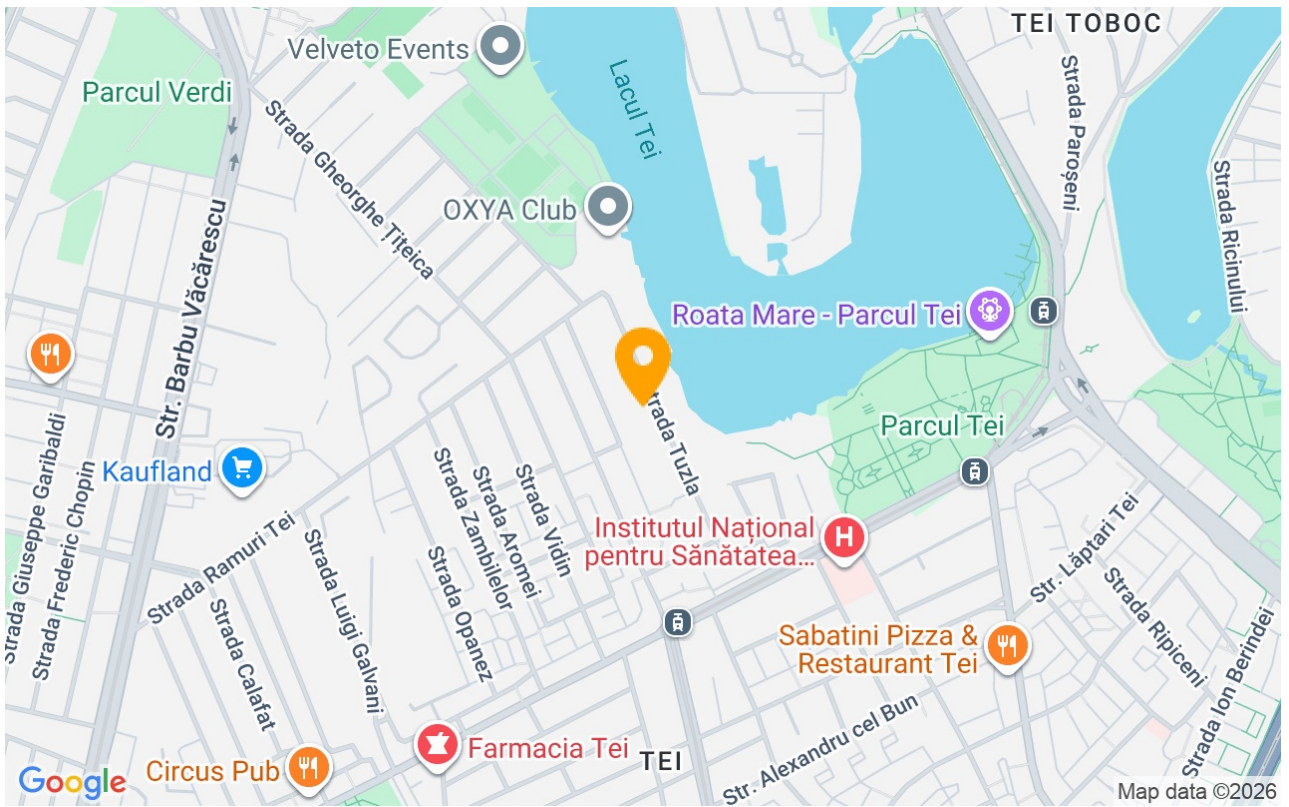 TEI TOBOC
Velveto Events
Lacul Tei
Parcul Verdi
Strada Paroșeni
Strada Gheorghe Țițeica
Strada Ricinului
OXYA Club
Str. Barbu Văcărescu
Roata Mare - Parcul Tei
trada Tuzla
Parcul Tei
Kaufland
Strada Giuseppe Garibaldi
Strada Frederic Chopin
Strada Zambilelor
Strada Aromei
Strada Vidin
Institutul Național
pentru Sănătatea...
H
Str. Lăptari Tei
Strada Ramuri Tei
Strada Luigi Galvani
Strada Opanez
Strada Calafat
Strada Ripiceni
Strada Ion Berindei
Sabatini Pizza &
Restaurant Tei
Str. Alexandru cel Bun
Farmacia Tei
TEI
Circus Pub
Google
Map data ©2026